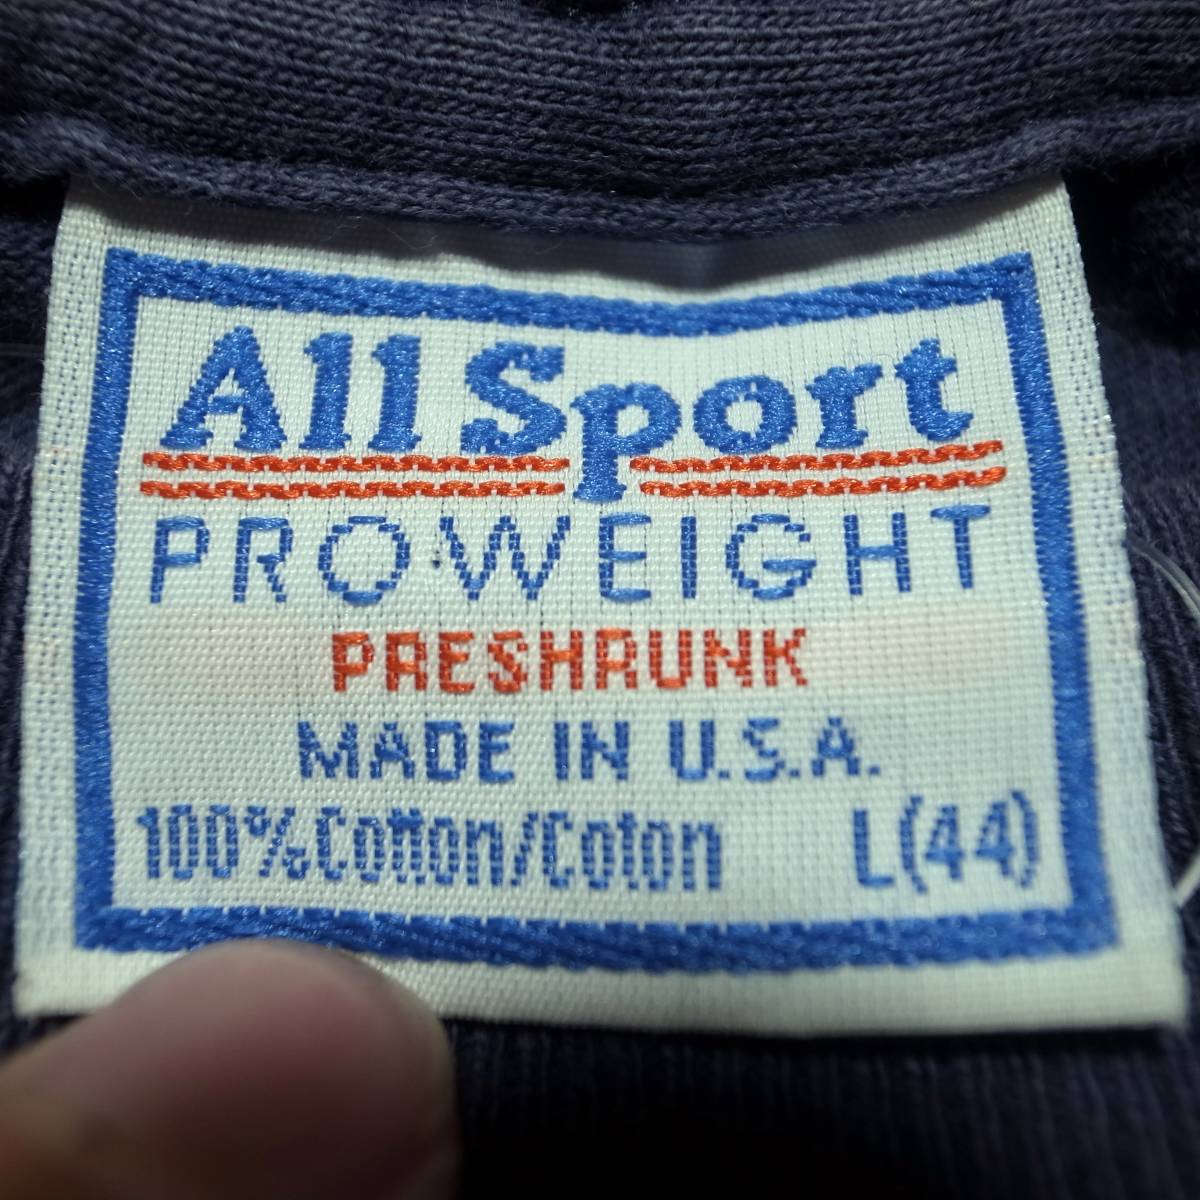 All Sport
PROWEIGHT
PRESHRUNK
MADE IN U.S.A.
100% Cotton/Coton L(44)